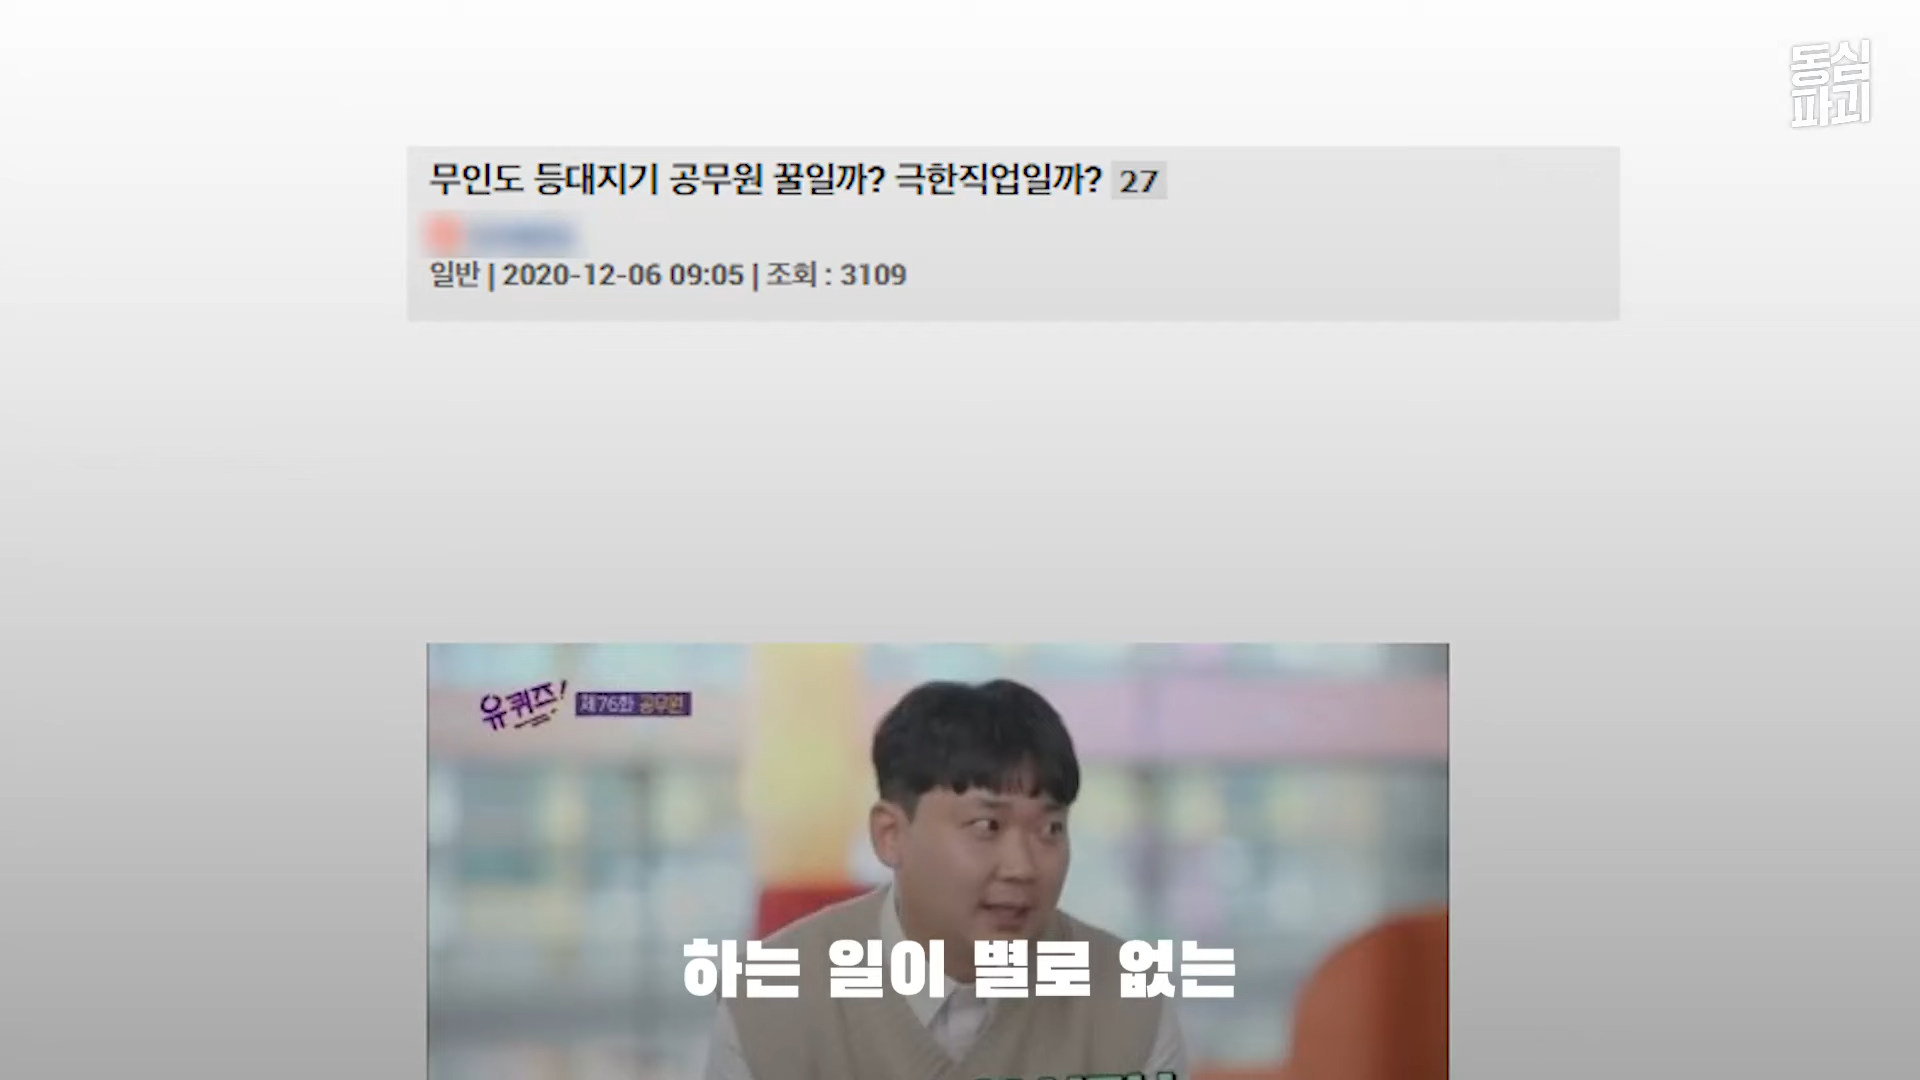 동심
파괴
무인도 등대지기 공무원 꿀일까? 극한직업일까? 27
일반 | 2020-12-06 09:05 | 조회 : 3109
유퀴즈!
제76화 공무원
하는 일이 별로 없는